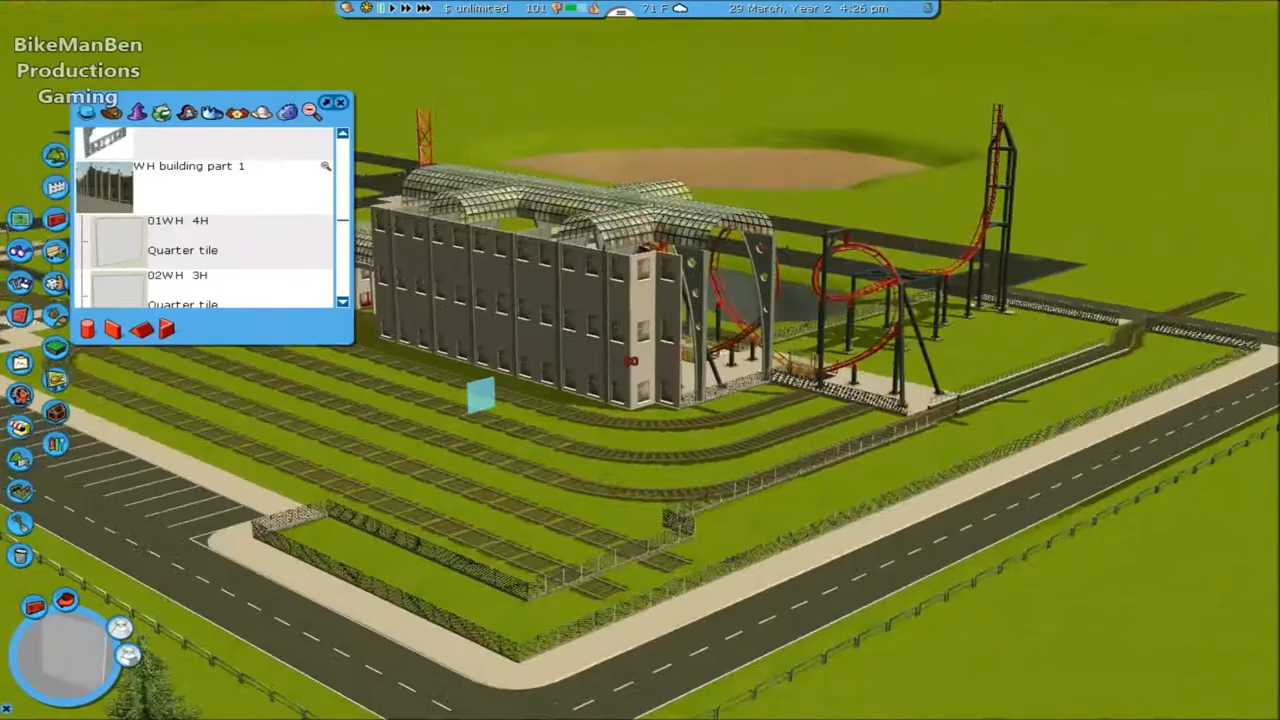 $ unlimited 101 71 F 29 March, Year 2 4:26 pm
BikeManBen
Productions
Gaming
WH building part 1
01WH 4H
Quarter tile
02WH 3H
Quarter tile